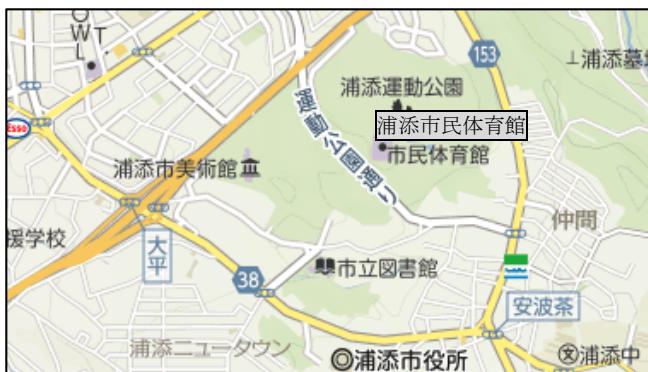 OWL
T
153
浦添墓地
浦添運動公園
Esso
浦添市民体育館
市民体育館
運動公園通り
浦添市美術館
仲間
援学校
大平
38
市立図書館
安波茶
浦添ニュータウン
浦添市役所
文浦添中